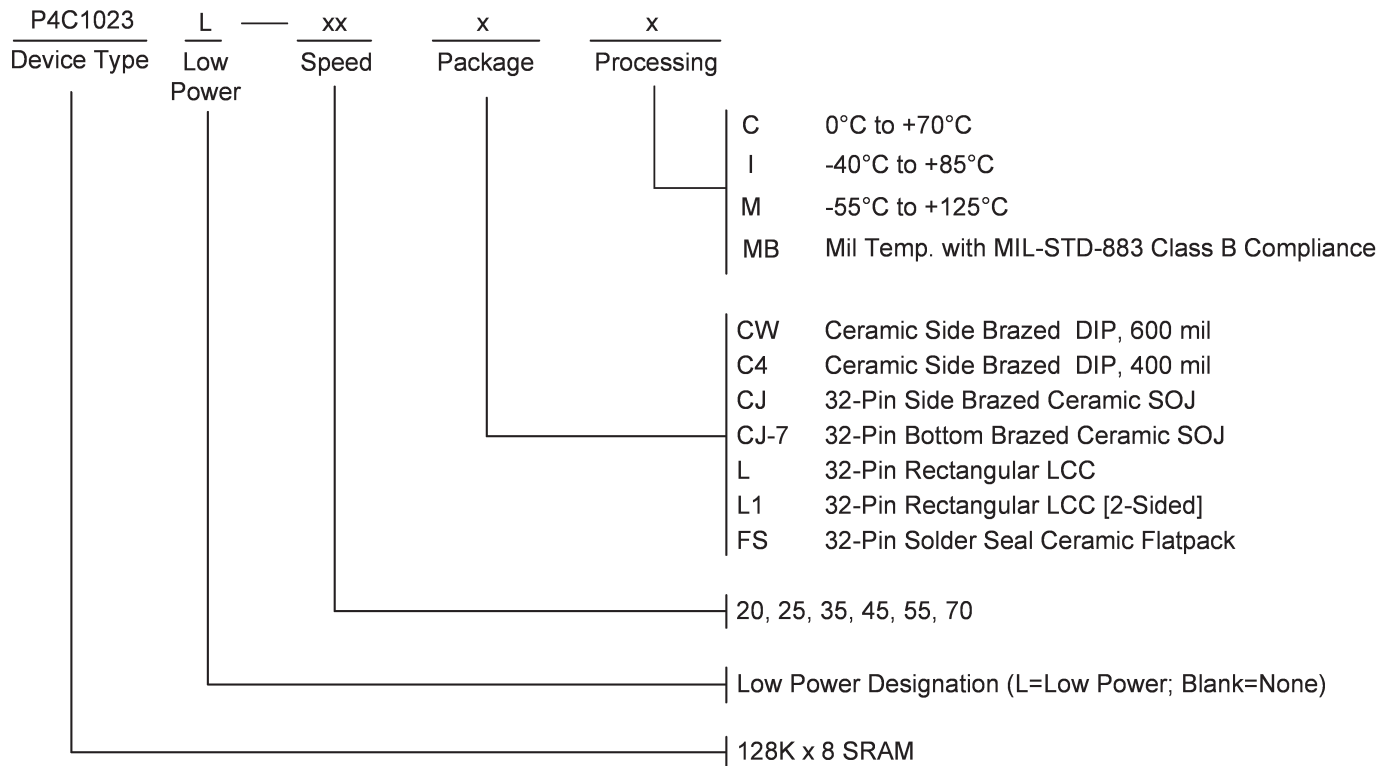 P4C1023 L — xx x x
Device Type Low Power Speed Package Processing
C 0°C to +70°C
I -40°C to +85°C
M -55°C to +125°C
MB Mil Temp. with MIL-STD-883 Class B Compliance
CW Ceramic Side Brazed DIP, 600 mil
C4 Ceramic Side Brazed DIP, 400 mil
CJ 32-Pin Side Brazed Ceramic SOJ
CJ-7 32-Pin Bottom Brazed Ceramic SOJ
L 32-Pin Rectangular LCC
L1 32-Pin Rectangular LCC [2-Sided]
FS 32-Pin Solder Seal Ceramic Flatpack
20, 25, 35, 45, 55, 70
Low Power Designation (L=Low Power; Blank=None)
128K x 8 SRAM